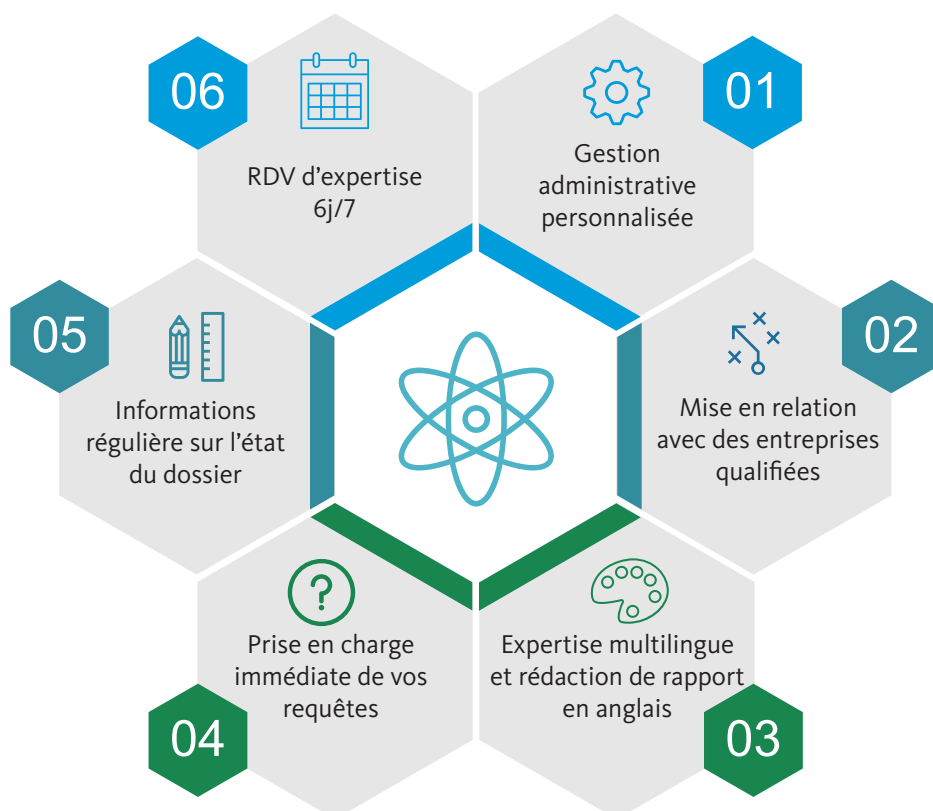 01
Gestion
administrative
personnalisée
02
Mise en relation
avec des entreprises
qualifiées
03
Expertise multilingue
et rédaction de rapport
en anglais
04
Prise en charge
immédiate de vos
requêtes
05
Informations
régulière sur l'état
du dossier
06
RDV d'expertise
6j/7